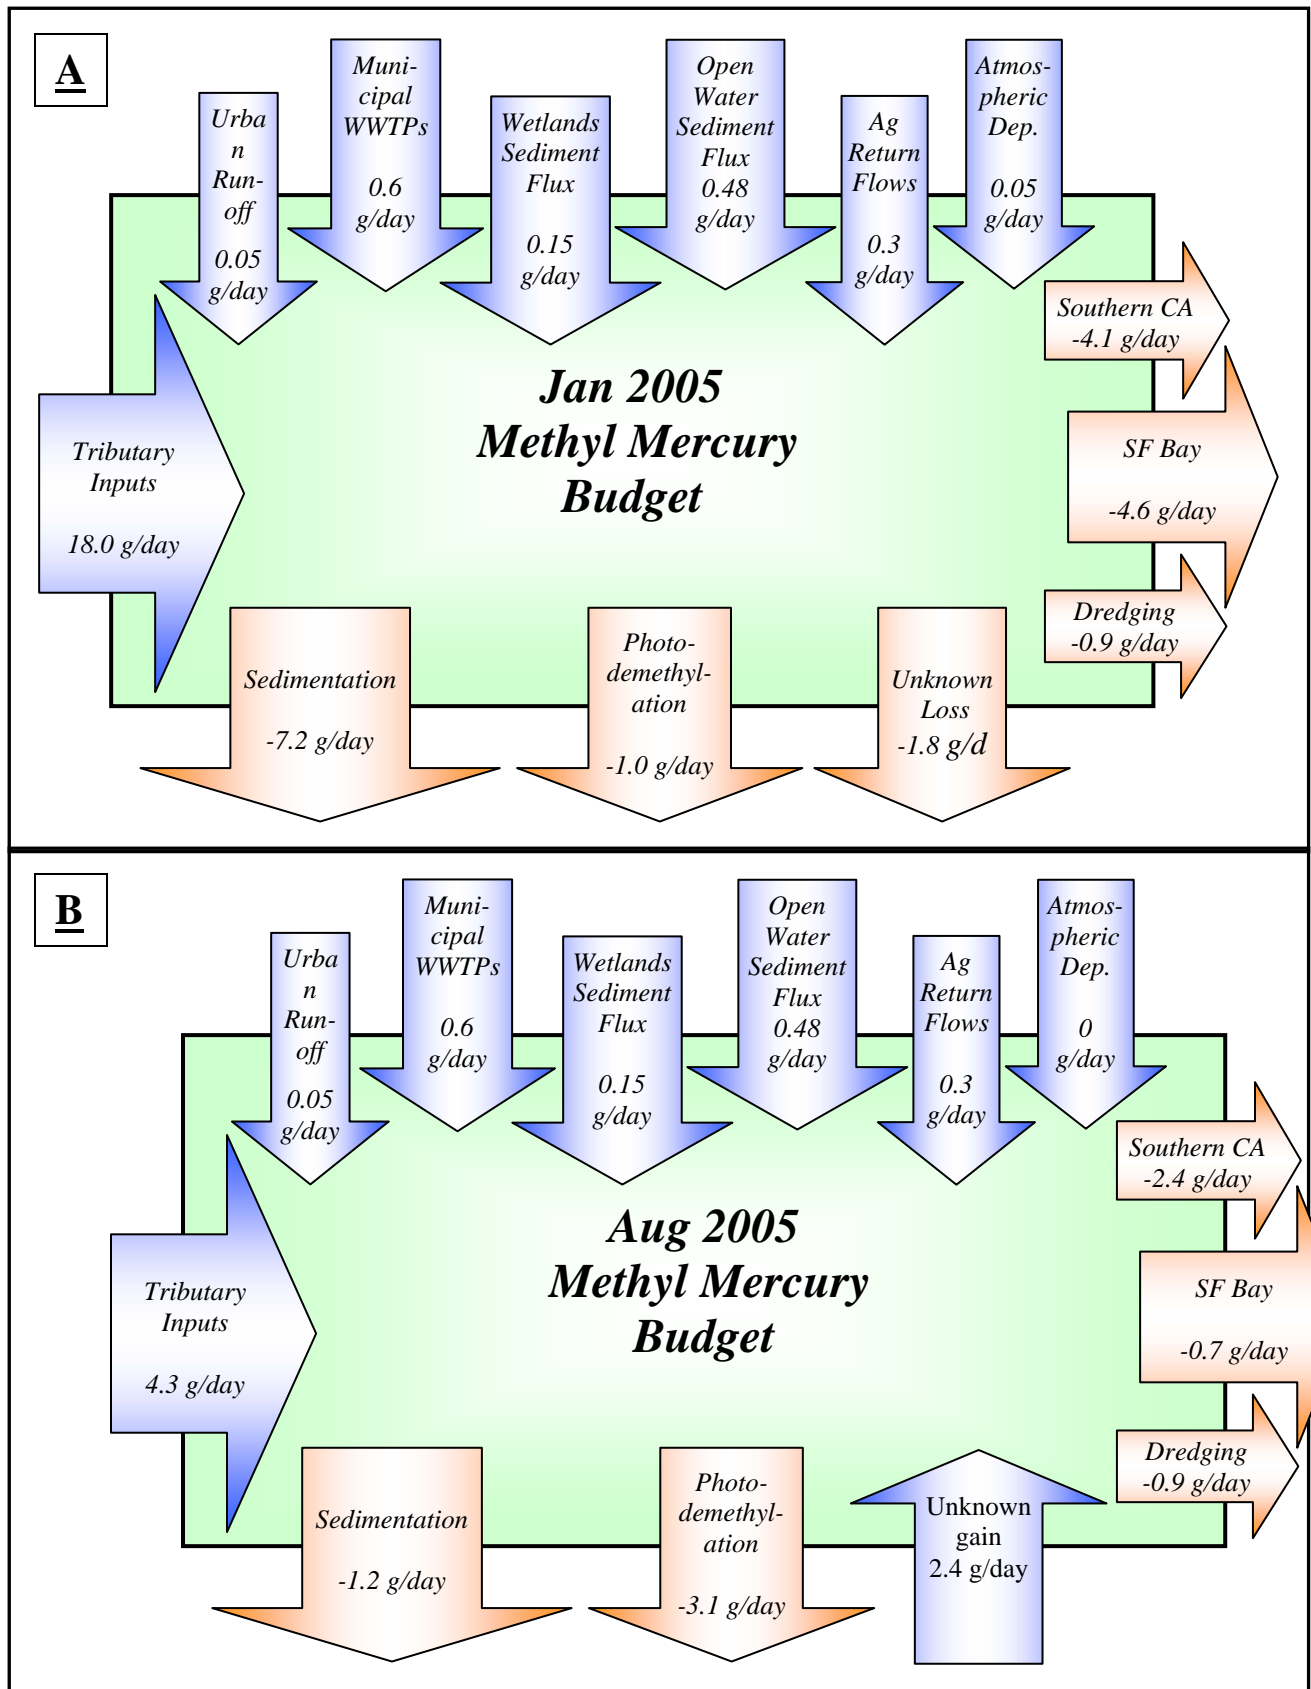 A
Urba
n
Run-
off
0.05
g/day
Muni-
cipal
WWTPs
0.6
g/day
Wetlands
Sediment
Flux
0.15
g/day
Open
Water
Sediment
Flux
0.48
g/day
Ag
Return
Flows
0.3
g/day
Atmos-
pheric
Dep.
0.05
g/day
Southern CA
-4.1 g/day
SF Bay
-4.6 g/day
Dredging
-0.9 g/day
Tributary
Inputs
18.0 g/day
Jan 2005
Methyl Mercury
Budget
Sedimentation
-7.2 g/day
Photo-
demethyl-
ation
-1.0 g/day
Unknown
Loss
-1.8 g/d
B
Urba
n
Run-
off
0.05
g/day
Muni-
cipal
WWTPs
0.6
g/day
Wetlands
Sediment
Flux
0.15
g/day
Open
Water
Sediment
Flux
0.48
g/day
Ag
Return
Flows
0.3
g/day
Atmos-
pheric
Dep.
0
g/day
Southern CA
-2.4 g/day
SF Bay
-0.7 g/day
Dredging
-0.9 g/day
Tributary
Inputs
4.3 g/day
Aug 2005
Methyl Mercury
Budget
Sedimentation
-1.2 g/day
Photo-
demethyl-
ation
-3.1 g/day
Unknown
gain
2.4 g/day